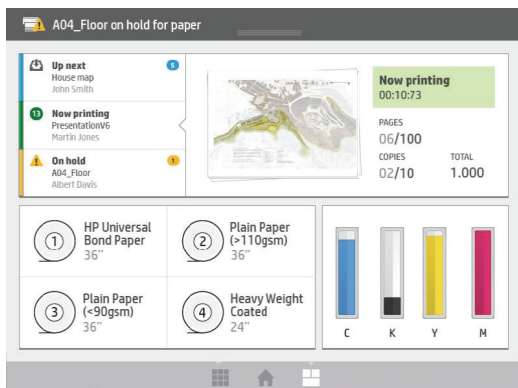 A04_Floor on hold for paper
Up next
5
House map
John Smith
13
Now printing
PresentationV6
Martin Jones
On hold
1
A04_Floor
Albert Davis
Now printing
00:10:73
PAGES
06/100
COPIES
TOTAL
02/10
1.000
1
HP Universal
Bond Paper
36”
2
Plain Paper
(>110gsm)
36”
3
Plain Paper
(<90gsm)
36”
4
Heavy Weight
Coated
24”
C
K
Y
M